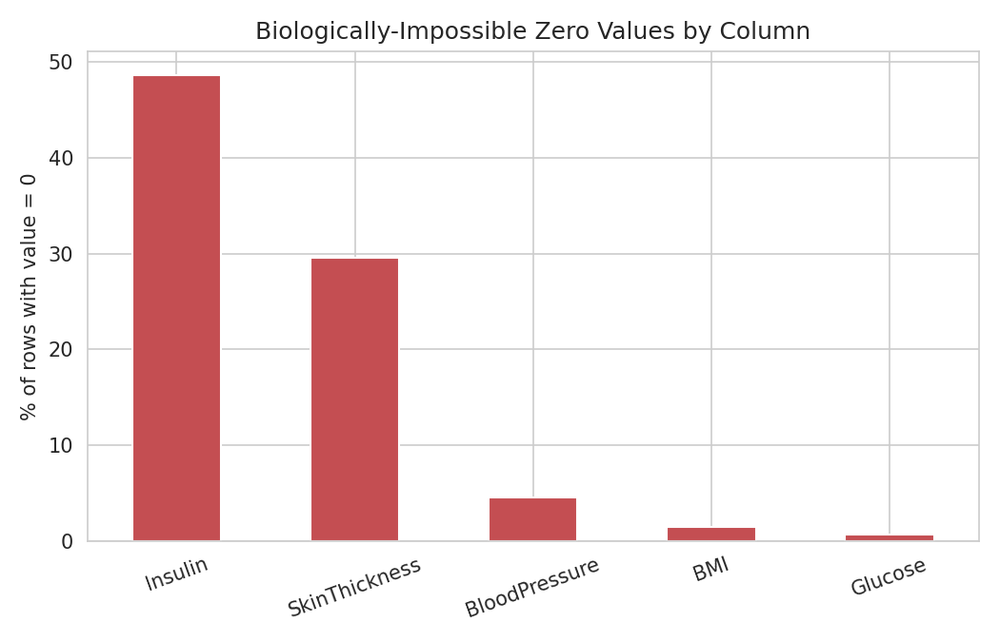 Biologically-Impossible Zero Values by Column
% of rows with value = 0
50
40
30
20
10
0
Insulin
SkinThickness
BloodPressure
BMI
Glucose